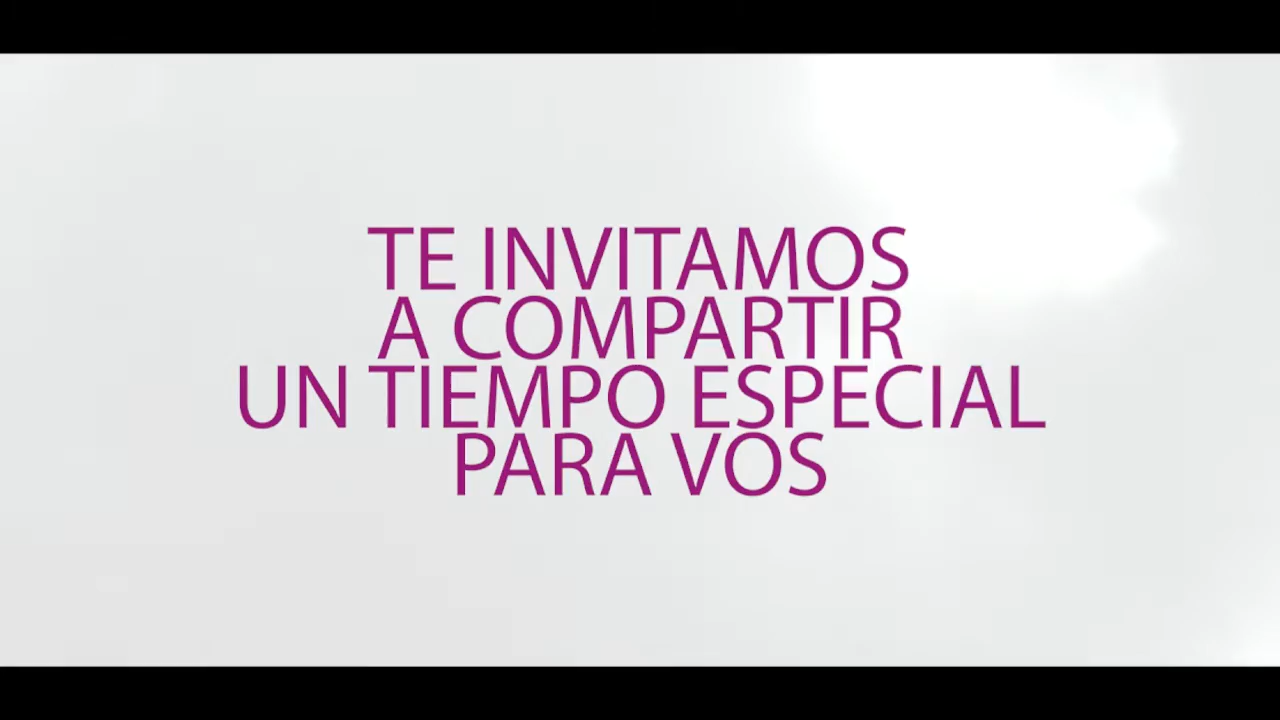 TE INVITAMOS
A COMPARTIR
UN TIEMPO ESPECIAL
PARA VOS